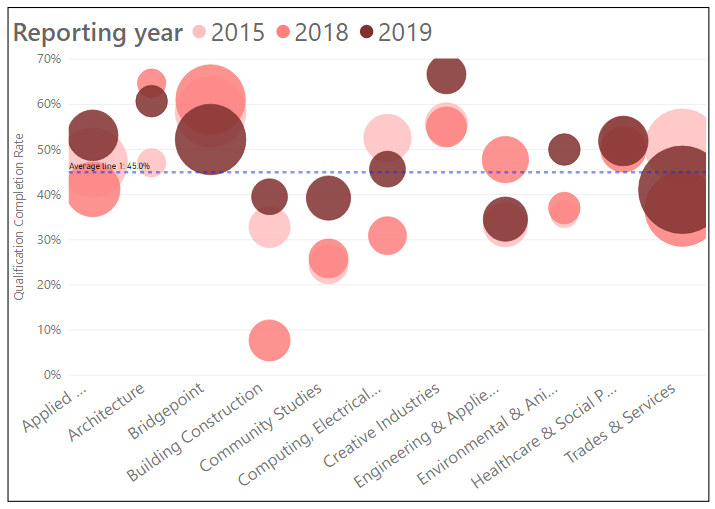 Reporting year 2015 2018 2019
70%
60%
50%
Average line 1: 45.0%
40%
30%
20%
10%
0%
Qualification Completion Rate
Applied ...
Architecture
Bridgepoint
Building Construction
Community Studies
Computing, Electrical...
Creative Industries
Engineering & Applie...
Environmental & Ani...
Healthcare & Social P...
Trades & Services